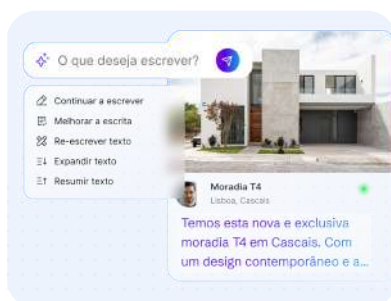 O que deseja escrever?
Continuar a escrever
Melhorar a escrita
Re-escrever texto
Expandir texto
Resumir texto
Moradia T4
Lisboa, Cascais
Temos esta nova e exclusiva
moradia T4 em Cascais. Com
um design contemporâneo e a...